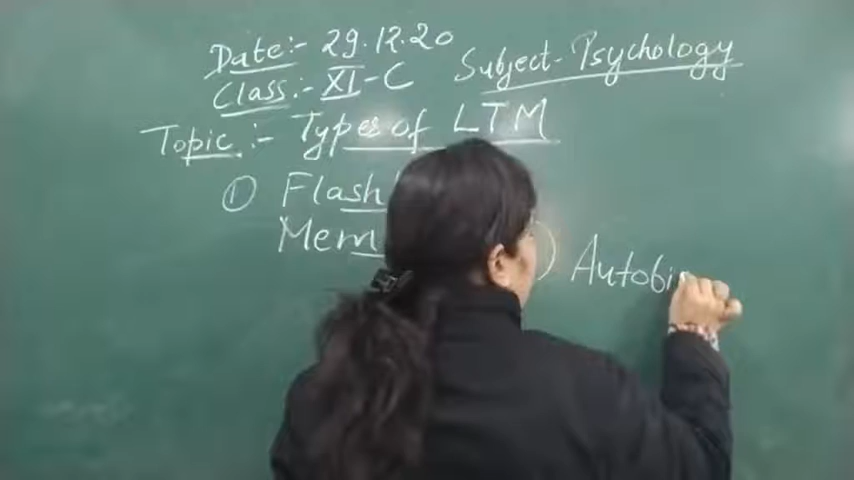 Date:- 29.12.20
Class:- XI-C
Subject- Psychology
Topic:- Types of LTM
① Flash
Mem
) Autobi